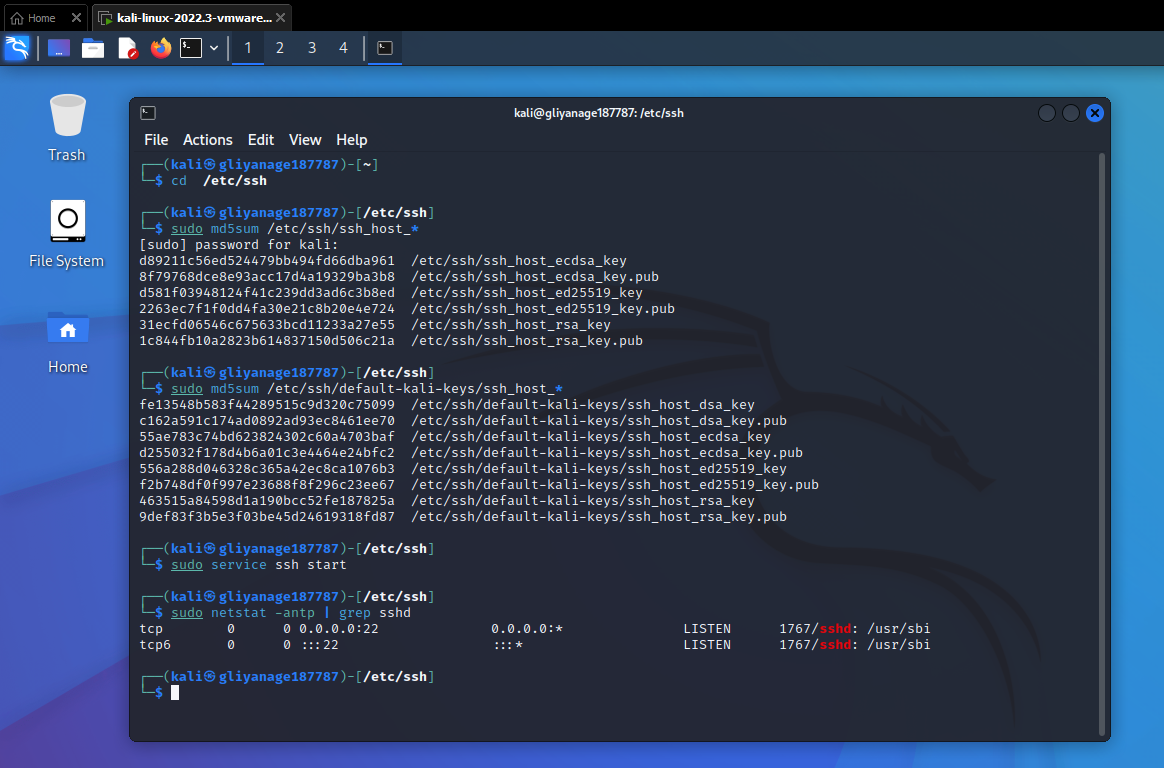 Home
kali-linux-2022.3-vmware...
1 2 3 4
Trash
File System
Home
kali@gliyanage187787: /etc/ssh
File Actions Edit View Help
┌──(kali㉿gliyanage187787)-[~]
└─$ cd  /etc/ssh
┌──(kali㉿gliyanage187787)-[/etc/ssh]
└─$ sudo md5sum /etc/ssh/ssh_host_*
[sudo] password for kali:
d89211c56ed524479bb494fd66dba961  /etc/ssh/ssh_host_ecdsa_key
8f79768dce8e93acc17d4a19329ba3b8  /etc/ssh/ssh_host_ecdsa_key.pub
d581f03948124f41c239dd3ad6c3b8ed  /etc/ssh/ssh_host_ed25519_key
2263ec7f1f0dd4fa30e21c8b20e4e724  /etc/ssh/ssh_host_ed25519_key.pub
31ecfd06546c675633bcd11233a27e55  /etc/ssh/ssh_host_rsa_key
1c844fb10a2823b614837150d506c21a  /etc/ssh/ssh_host_rsa_key.pub
┌──(kali㉿gliyanage187787)-[/etc/ssh]
└─$ sudo md5sum /etc/ssh/default-kali-keys/ssh_host_*
fe13548b583f44289515c9d320c75099  /etc/ssh/default-kali-keys/ssh_host_dsa_key
c162a591c174ad0892ad93ec8461ee70  /etc/ssh/default-kali-keys/ssh_host_dsa_key.pub
55ae783c74bd623824302c60a4703baf  /etc/ssh/default-kali-keys/ssh_host_ecdsa_key
d255032f178d4b6a01c3e4464e24bfc2  /etc/ssh/default-kali-keys/ssh_host_ecdsa_key.pub
556a288d046328c365a42ec8ca1076b3  /etc/ssh/default-kali-keys/ssh_host_ed25519_key
f2b748df0f997e23688f8f296c23ee67  /etc/ssh/default-kali-keys/ssh_host_ed25519_key.pub
463515a84598d1a190bcc52fe187825a  /etc/ssh/default-kali-keys/ssh_host_rsa_key
9def83f3b5e3f03be45d24619318fd87  /etc/ssh/default-kali-keys/ssh_host_rsa_key.pub
┌──(kali㉿gliyanage187787)-[/etc/ssh]
└─$ sudo service ssh start
┌──(kali㉿gliyanage187787)-[/etc/ssh]
└─$ sudo netstat -antp | grep sshd
tcp        0      0 0.0.0.0:22              0.0.0.0:*               LISTEN      1767/sshd: /usr/sbi
tcp6       0      0 :::22                   :::*                    LISTEN      1767/sshd: /usr/sbi
┌──(kali㉿gliyanage187787)-[/etc/ssh]
└─$